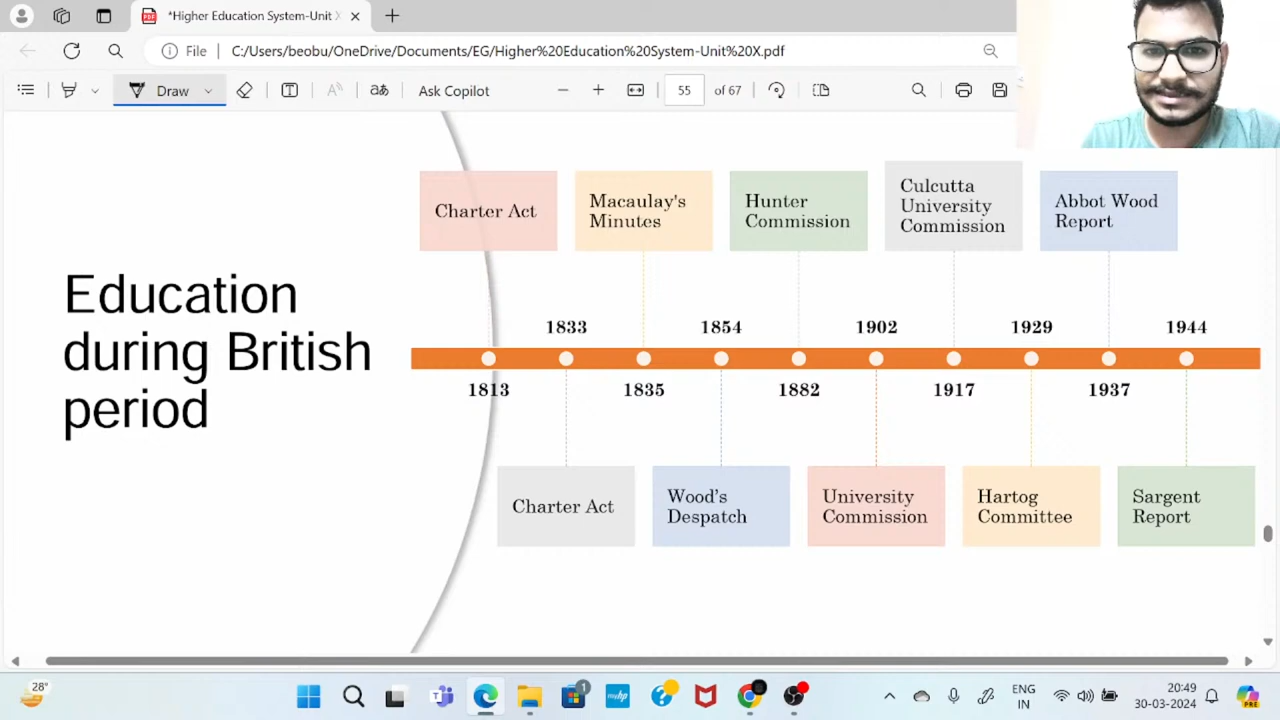 *Higher Education System-Unit X
File
C:/Users/beobu/OneDrive/Documents/EG/Higher%20Education%20System-Unit%20X.pdf
Draw
Ask Copilot
55
of 67
Charter Act
Macaulay's
Minutes
Hunter
Commission
Culcutta
University
Commission
Abbot Wood
Report
Education
during British
period
1833
1854
1902
1929
1944
1813
1835
1882
1917
1937
Charter Act
Wood's
Despatch
University
Commission
Hartog
Committee
Sargent
Report
28°
ENG
IN
20:49
30-03-2024